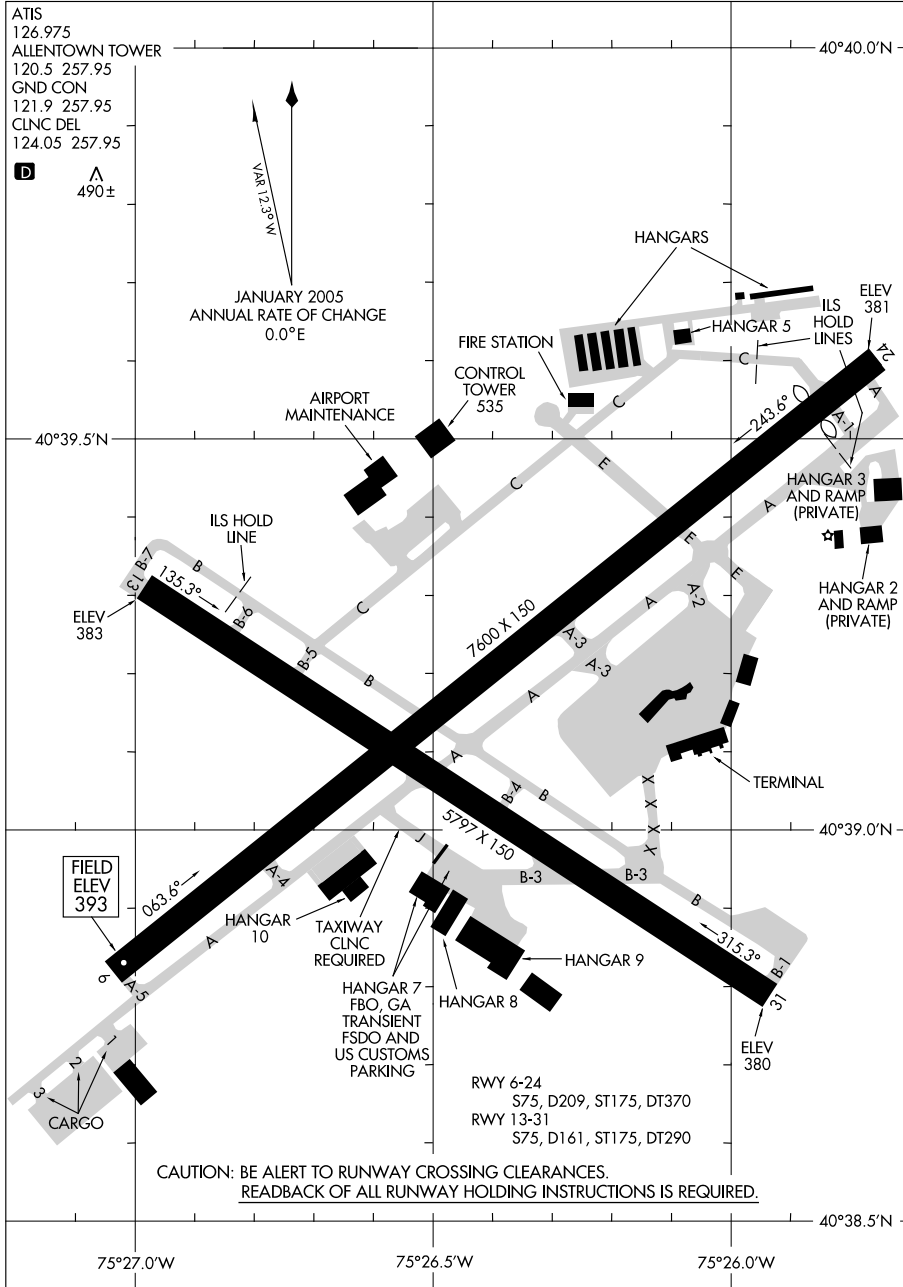 ATIS
126.975
ALLENTOWN TOWER
120.5 257.95
GND CON
121.9 257.95
CLNC DEL
124.05 257.95
D
490±
VAR 12.3° W
JANUARY 2005
ANNUAL RATE OF CHANGE
0.0°E
40°40.0'N
HANGARS
HANGAR 5
ILS
HOLD
LINES
ELEV
381
24
FIRE STATION
CONTROL
TOWER
535
AIRPORT
MAINTENANCE
C
C
A
A-1
243.6°
40°39.5'N
E
C
A
HANGAR 3
AND RAMP
(PRIVATE)
ILS HOLD
LINE
B-7
B
13
135.3°
E
E
HANGAR 2
AND RAMP
(PRIVATE)
ELEV
383
B-6
C
A-2
A
7600 X 150
A-3
A-3
B-5
B
A
A
TERMINAL
B-4
B
X
X
X
X
5797 X 150
J
40°39.0'N
FIELD
ELEV
393
063.6°
A-4
HANGAR
10
B-3
B-3
B
TAXIWAY
CLNC
REQUIRED
A
HANGAR 9
315.3°
B-1
31
6
A-5
HANGAR 7
FBO, GA
TRANSIENT
FSDO AND
US CUSTOMS
PARKING
HANGAR 8
ELEV
380
1
2
3
CARGO
RWY 6-24
S75, D209, ST175, DT370
RWY 13-31
S75, D161, ST175, DT290
CAUTION: BE ALERT TO RUNWAY CROSSING CLEARANCES.
READBACK OF ALL RUNWAY HOLDING INSTRUCTIONS IS REQUIRED.
40°38.5'N
75°27.0'W
75°26.5'W
75°26.0'W